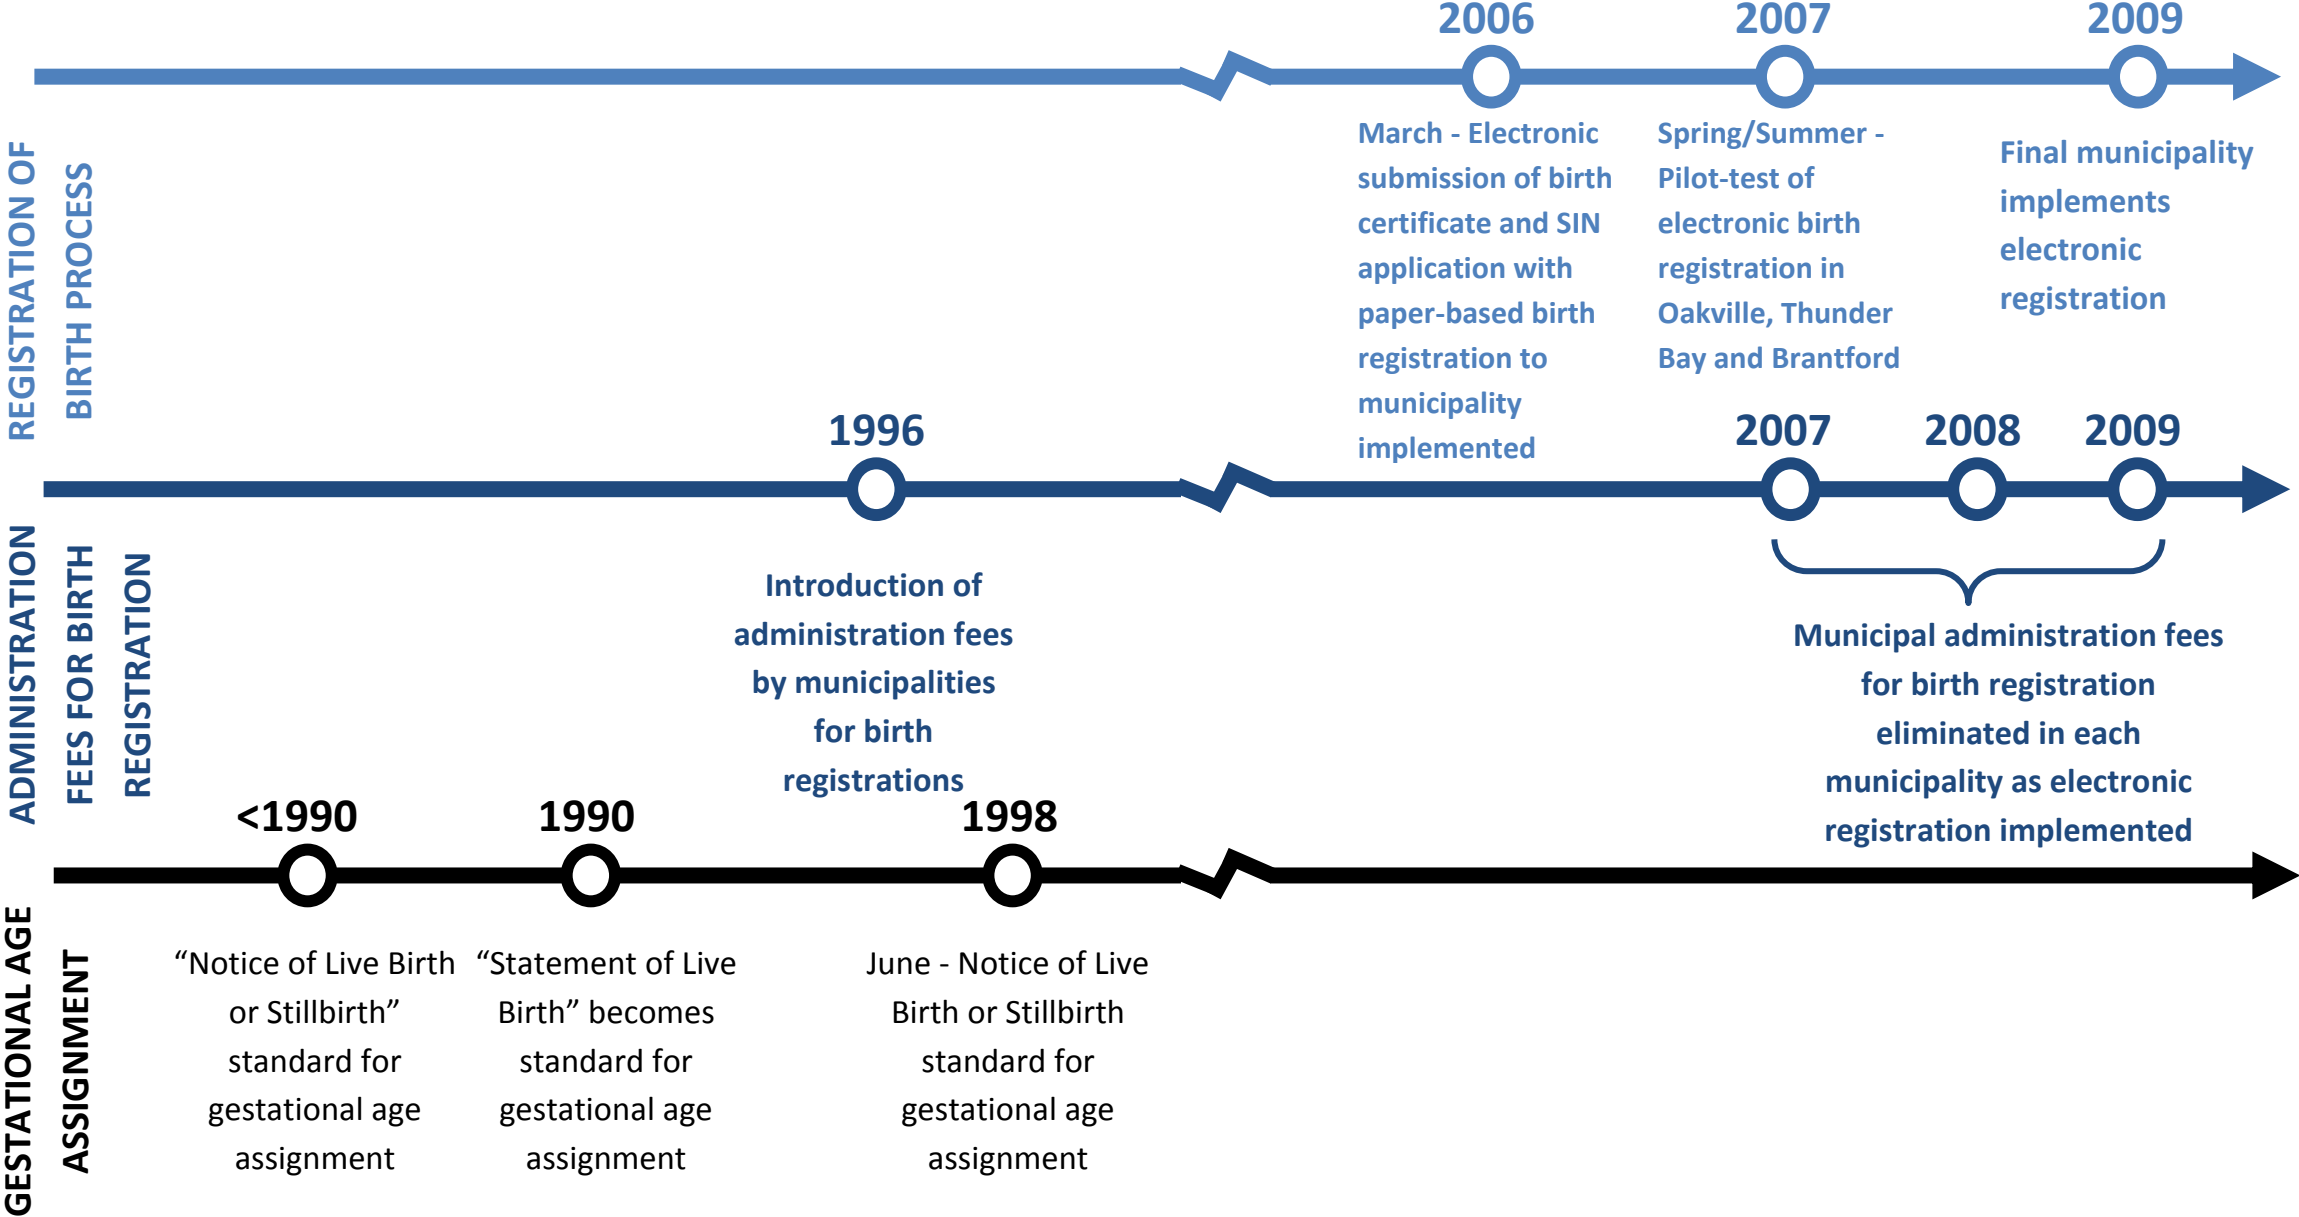 2006
2007
2009
REGISTRATION OF
BIRTH PROCESS
March - Electronic
submission of birth
certificate and SIN
application with
paper-based birth
registration to
municipality
implemented
Spring/Summer -
Pilot-test of
electronic birth
registration in
Oakville, Thunder
Bay and Brantford
Final municipality
implements
electronic
registration
1996
2007
2008
2009
ADMINISTRATION
FEES FOR BIRTH
REGISTRATION
Introduction of
administration fees
by municipalities
for birth
registrations
Municipal administration fees
for birth registration
eliminated in each
municipality as electronic
registration implemented
<1990
1990
1998
GESTATIONAL AGE
ASSIGNMENT
“Notice of Live Birth
or Stillbirth”
standard for
gestational age
assignment
“Statement of Live
Birth” becomes
standard for
gestational age
assignment
June - Notice of Live
Birth or Stillbirth
standard for
gestational age
assignment